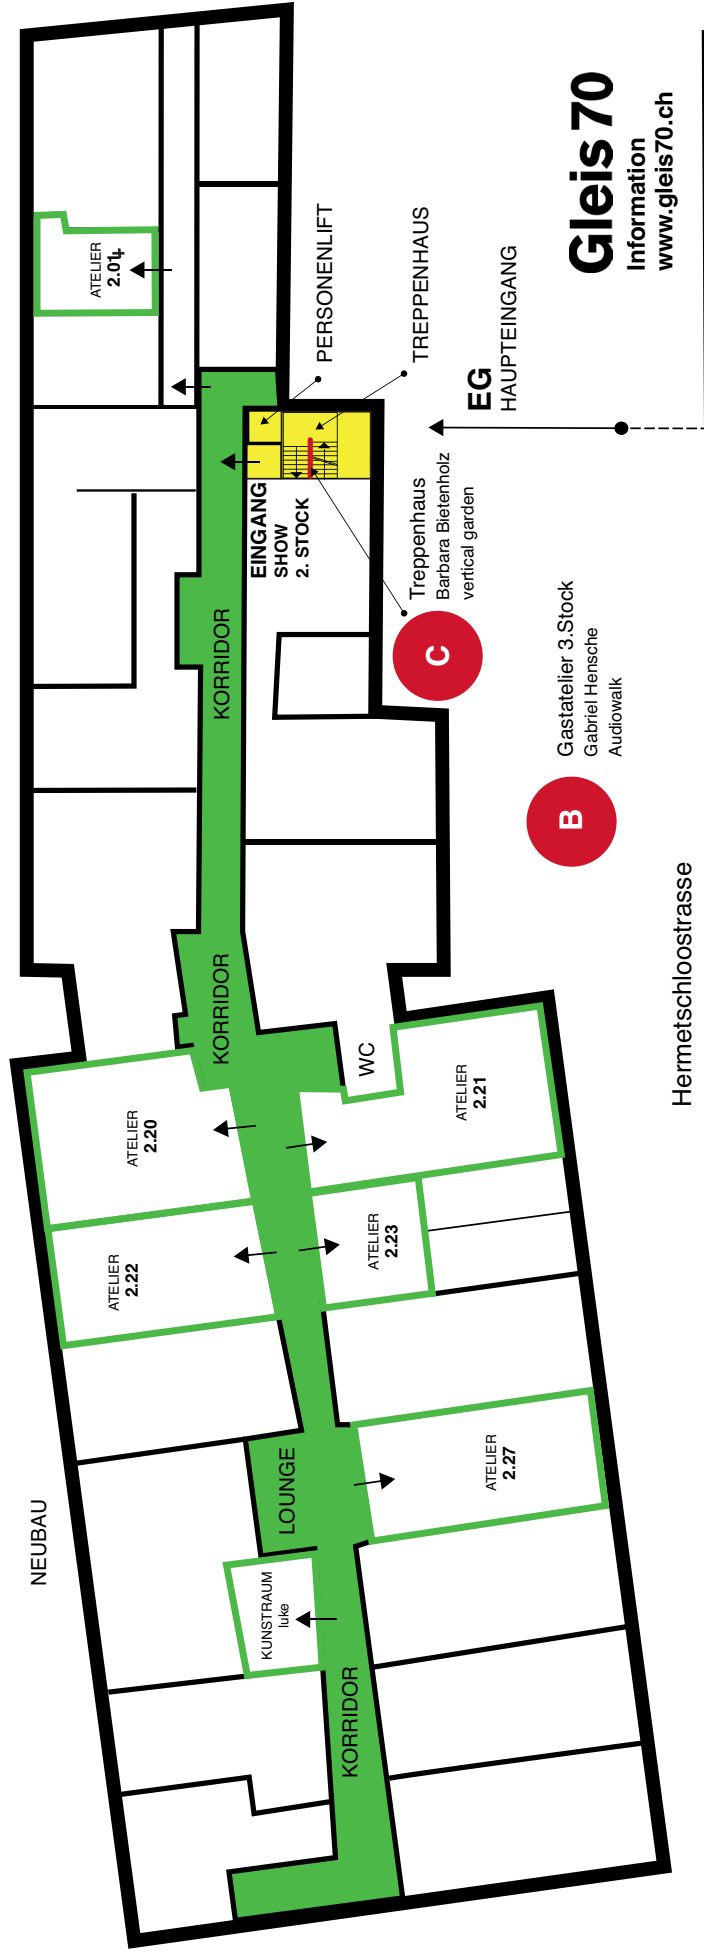 NEUBAU
KORRIDOR
KUNSTRAUM
luke
LOUNGE
ATELIER
2.27
ATELIER
2.22
ATELIER
2.23
ATELIER
2.20
ATELIER
2.21
WC
KORRIDOR
KORRIDOR
EINGANG
SHOW
2. STOCK
ATELIER
2.01
PERSONENLIFT
TREPPENHAUS
EG
HAUPTEINGANG
C
Treppenhaus
Barbara Bietenholz
vertical garden
B
Gastatelier 3.Stock
Gabriel Hensche
Audiowalk
Hermetschloostrasse
Gleis 70
Information
www.gleis70.ch